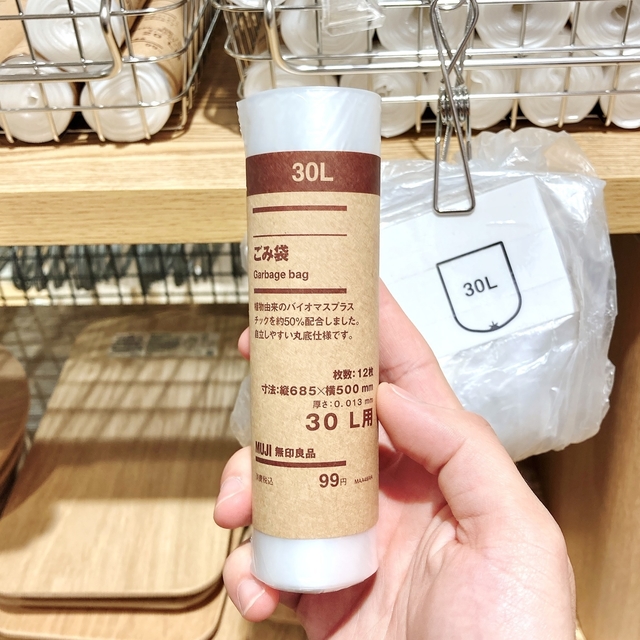 30L
ごみ袋
Garbage bag
植物由来のバイオマスプラス
チックを約50%配合しました。
自立しやすい丸底仕様です。
枚数:12枚
寸法:縦685×横500mm
厚さ:0.013mm
30 L用
MUJI 無印良品
消費税込 99円
30L